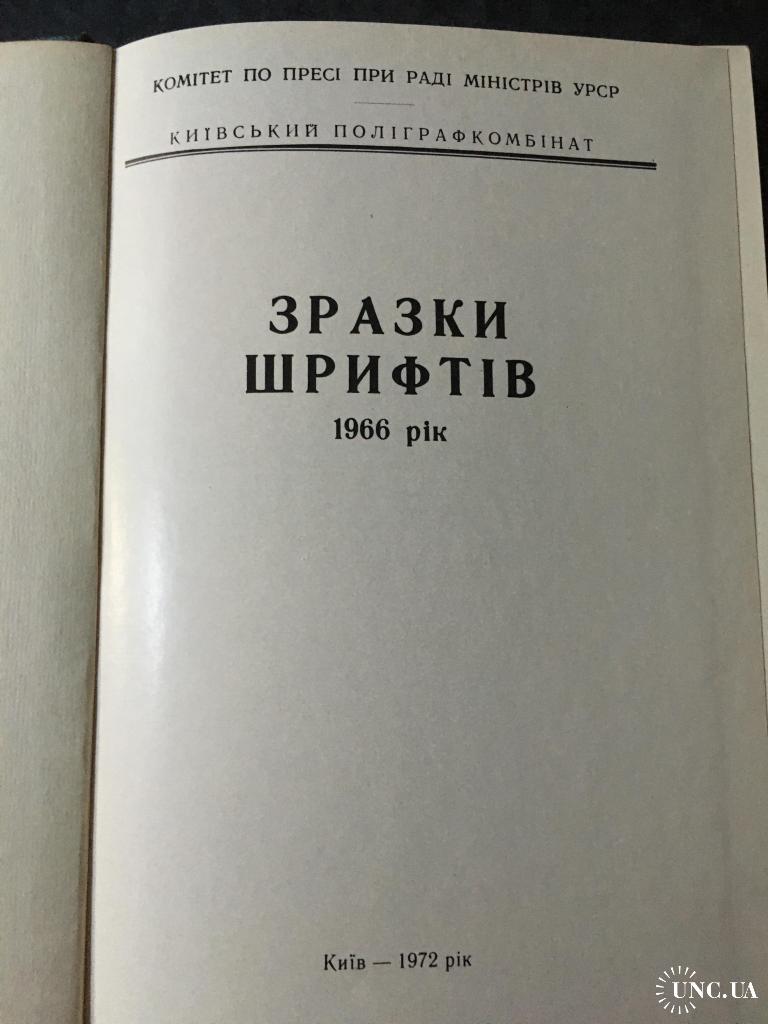 КОМІТЕТ ПО ПРЕСІ ПРИ РАДІ МІНІСТРІВ УРСР
КИЇВСЬКИЙ ПОЛІГРАФКОМБІНАТ
ЗРАЗКИ
ШРИФТІВ
1966 рік
Київ — 1972 рік
UNC.UA